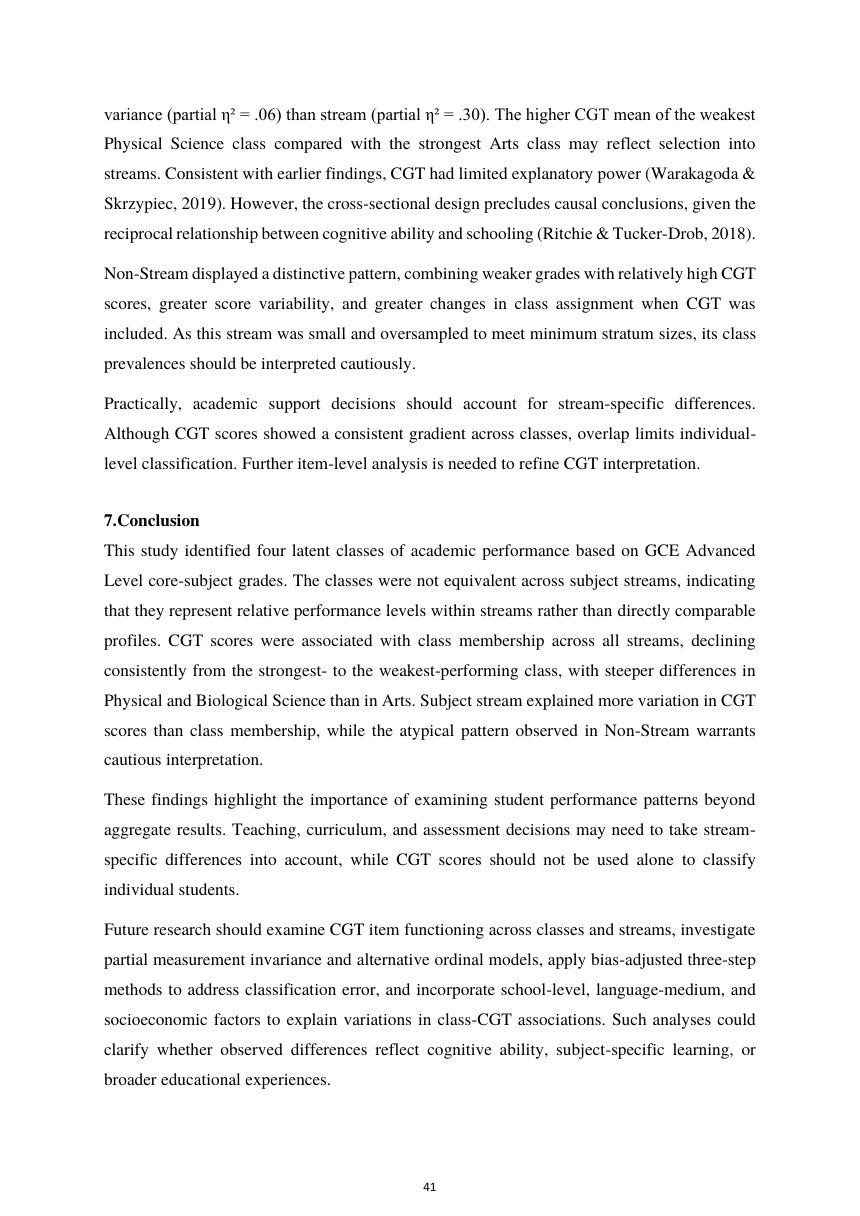 variance (partial η² = .06) than stream (partial η² = .30). The higher CGT mean of the weakest
Physical Science class compared with the strongest Arts class may reflect selection into
streams. Consistent with earlier findings, CGT had limited explanatory power (Warakagoda &
Skrzypiec, 2019). However, the cross-sectional design precludes causal conclusions, given the
reciprocal relationship between cognitive ability and schooling (Ritchie & Tucker-Drob, 2018).
Non-Stream displayed a distinctive pattern, combining weaker grades with relatively high CGT
scores, greater score variability, and greater changes in class assignment when CGT was
included. As this stream was small and oversampled to meet minimum stratum sizes, its class
prevalences should be interpreted cautiously.
Practically, academic support decisions should account for stream-specific differences.
Although CGT scores showed a consistent gradient across classes, overlap limits individual-
level classification. Further item-level analysis is needed to refine CGT interpretation.
7.Conclusion
This study identified four latent classes of academic performance based on GCE Advanced
Level core-subject grades. The classes were not equivalent across subject streams, indicating
that they represent relative performance levels within streams rather than directly comparable
profiles. CGT scores were associated with class membership across all streams, declining
consistently from the strongest- to the weakest-performing class, with steeper differences in
Physical and Biological Science than in Arts. Subject stream explained more variation in CGT
scores than class membership, while the atypical pattern observed in Non-Stream warrants
cautious interpretation.
These findings highlight the importance of examining student performance patterns beyond
aggregate results. Teaching, curriculum, and assessment decisions may need to take stream-
specific differences into account, while CGT scores should not be used alone to classify
individual students.
Future research should examine CGT item functioning across classes and streams, investigate
partial measurement invariance and alternative ordinal models, apply bias-adjusted three-step
methods to address classification error, and incorporate school-level, language-medium, and
socioeconomic factors to explain variations in class-CGT associations. Such analyses could
clarify whether observed differences reflect cognitive ability, subject-specific learning, or
broader educational experiences.
41